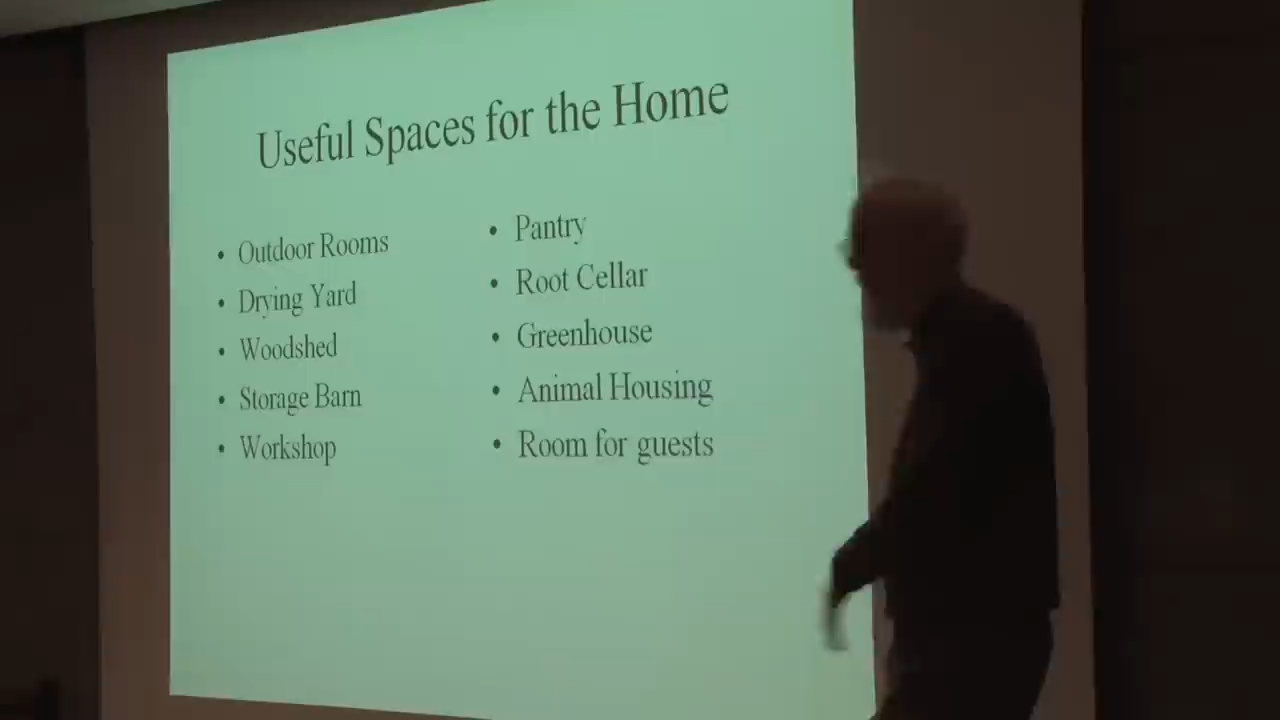 Useful Spaces for the Home
• Outdoor Rooms
• Drying Yard
• Woodshed
• Storage Barn
• Workshop
• Pantry
• Root Cellar
• Greenhouse
• Animal Housing
• Room for guests